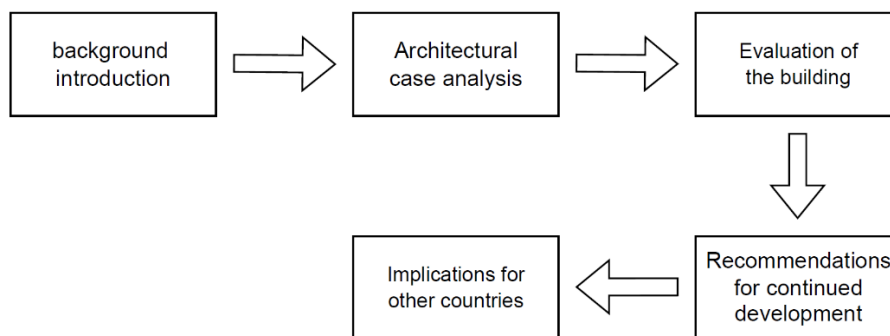 background
introduction
Architectural
case analysis
Evaluation of
the building
Recommendations
for continued
development
Implications for
other countries